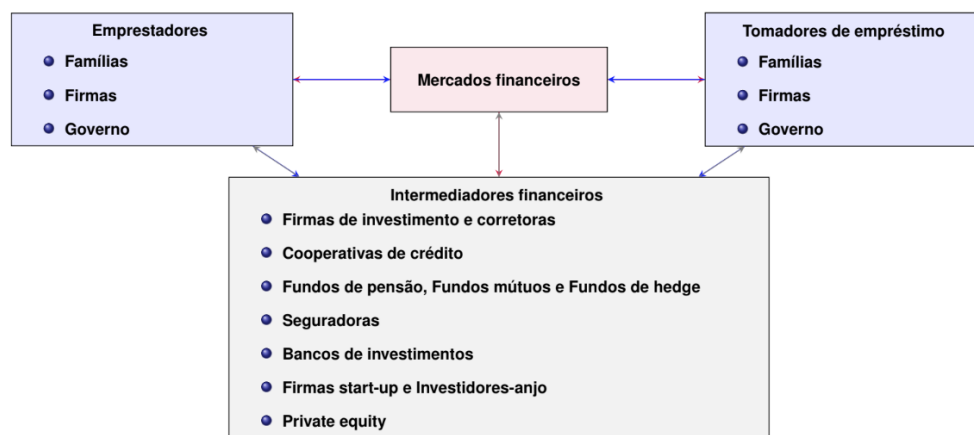 Emprestadores
Famílias
Firmas
Governo
Mercados financeiros
Tomadores de empréstimo
Famílias
Firmas
Governo
Intermediadores financeiros
Firmas de investimento e corretoras
Cooperativas de crédito
Fundos de pensão, Fundos mútuos e Fundos de hedge
Seguradoras
Bancos de investimentos
Firmas start-up e Investidores-anjo
Private equity